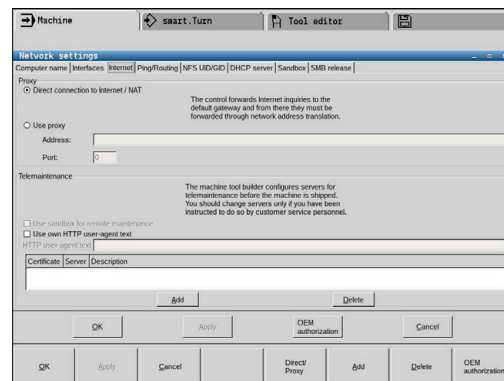 Machine
smart.Turn
Tool editor
Network settings
Computer name Interfaces Internet Ping/Routing NFS UID/GID DHCP server Sandbox SMB release
Proxy
Direct connection to Internet / NAT
The control forwards Internet inquiries to the
default gateway and from there they must be
forwarded through network address translation.
Use proxy
Address:
Port: 0
Telemaintenance
The machine tool builder configures servers for
telemaintenance before the machine is shipped.
You should change servers only if you have been
instructed to do so by customer service personnel.
Use sandbox for remote maintenance
Use own HTTP user-agent text
HTTP user-agent text
Certificate Server Description
Add Delete
OK Apply OEM authorization Cancel
OK Apply Cancel Direct/ Proxy Add Delete OEM authorization